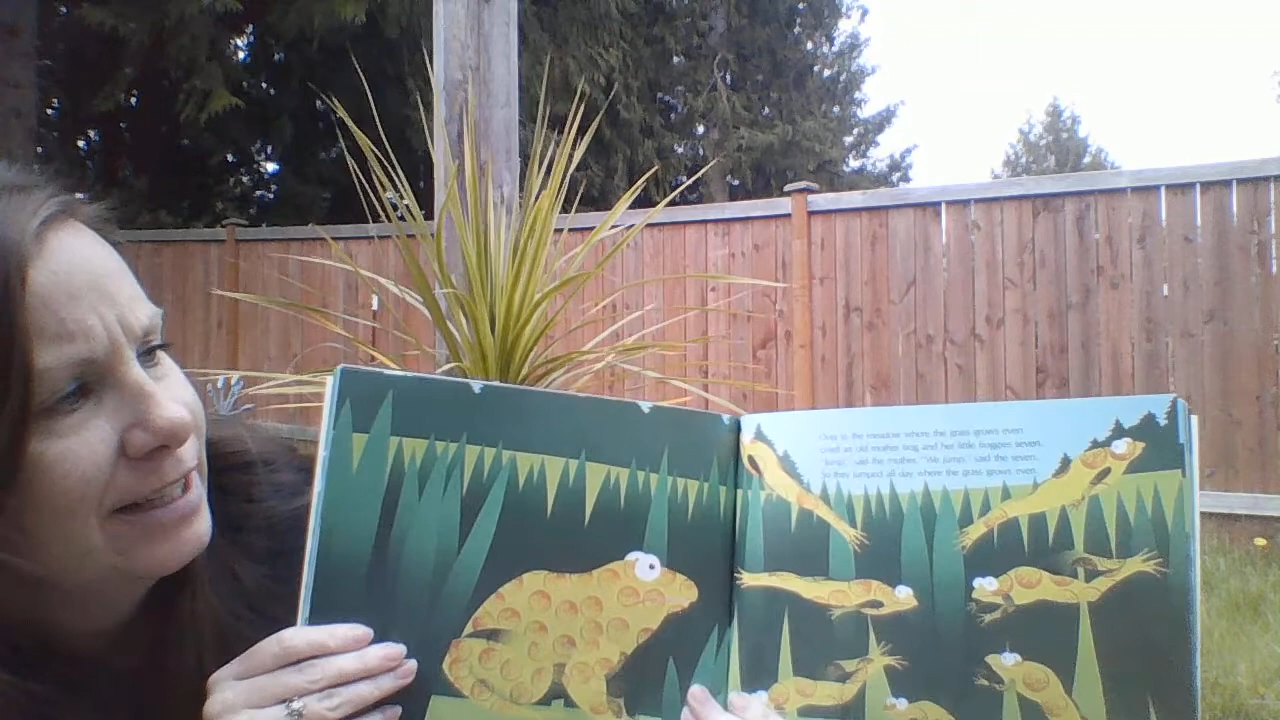 Over in the meadow where the grass grows even
Lived an old mother frog and her little froggies seven.
"Jump," said the mother. "We jump," said the seven.
So they jumped all day where the grass grows even.